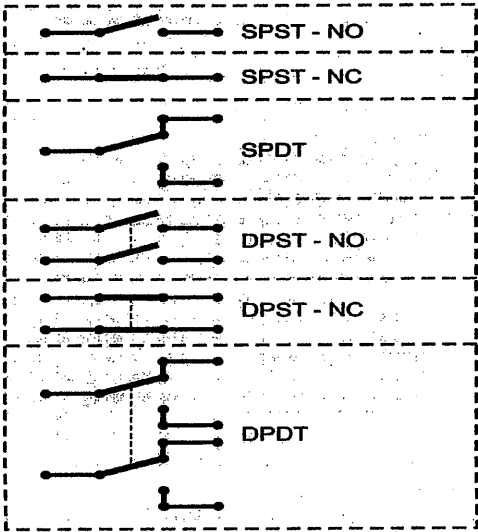 SPST - NO
SPST - NC
SPDT
DPST - NO
DPST - NC
DPDT